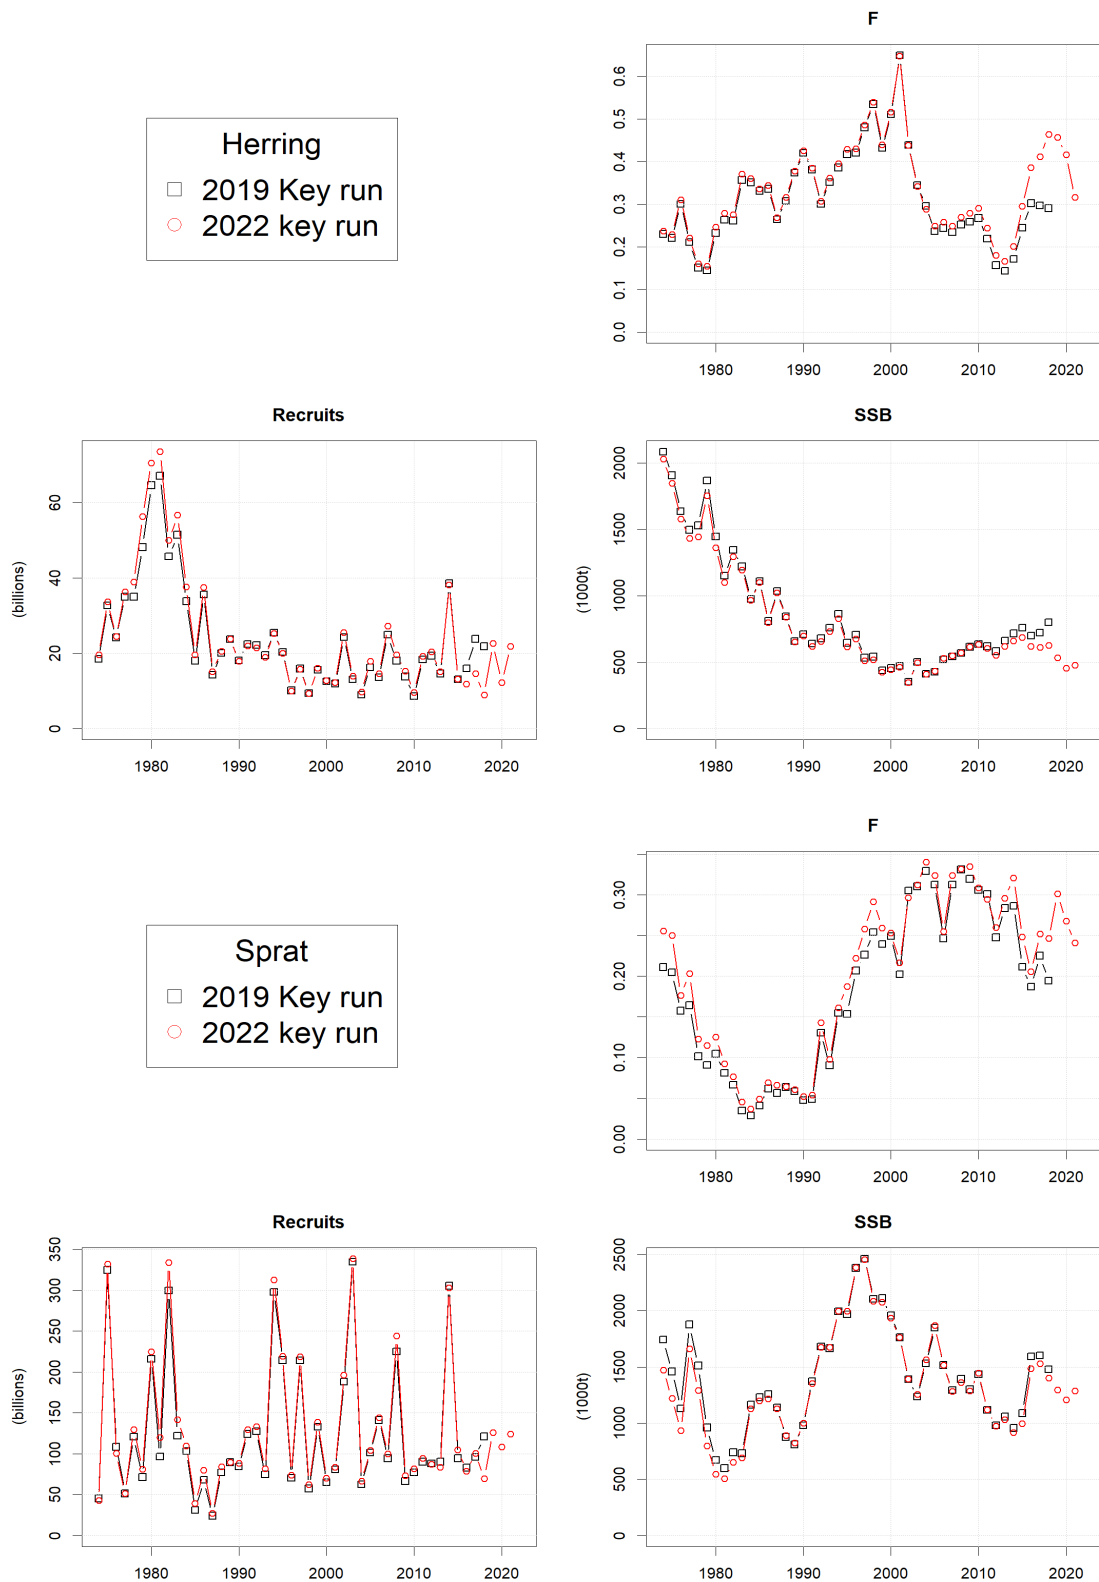 F
Herring
2019 Key run
2022 key run
0.0 0.1 0.2 0.3 0.4 0.5 0.6
1980 1990 2000 2010 2020
Recruits
(billions)
0 20 40 60
1980 1990 2000 2010 2020
SSB
(1000t)
0 500 1000 1500 2000
1980 1990 2000 2010 2020
F
Sprat
2019 Key run
2022 key run
0.00 0.10 0.20 0.30
1980 1990 2000 2010 2020
Recruits
(billions)
0 50 100 150 200 250 300 350
1980 1990 2000 2010 2020
SSB
(1000t)
0 500 1000 1500 2000 2500
1980 1990 2000 2010 2020